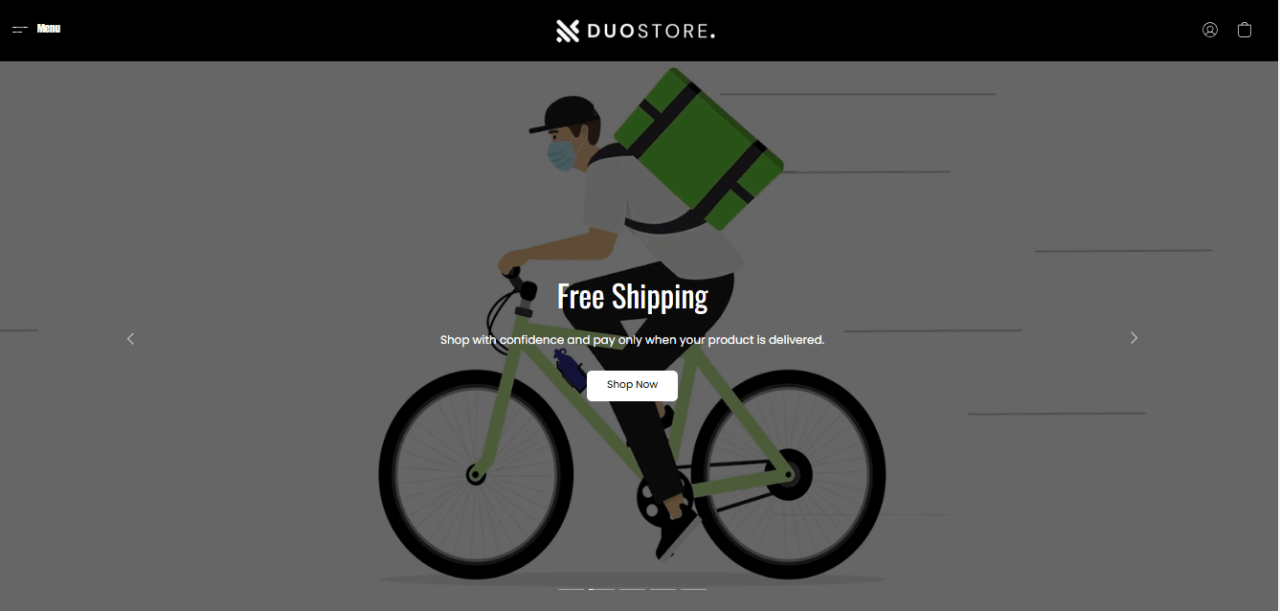 Menu
DUOSTORE.
Free Shipping
Shop with confidence and pay only when your product is delivered.
Shop Now